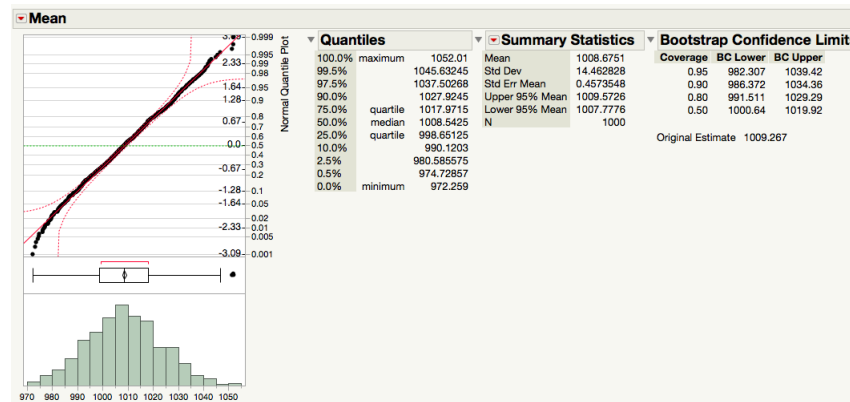 Mean
3.09 0.999
0.995
2.33 0.99
0.98
0.95
1.64
1.28 0.9
0.8
0.67
0.7
0.6
0.0 0.5
0.4
0.3
-0.67 0.2
-1.28 0.1
-1.64 0.05
0.02
-2.33 0.01
0.005
-3.09 0.001
Normal Quantile Plot
970 980 990 1000 1010 1020 1030 1040 1050
Quantiles
100.0% maximum 1052.01
99.5% 1045.63245
97.5% 1037.50268
90.0% 1027.9245
75.0% quartile 1017.9715
50.0% median 1008.5425
25.0% quartile 998.65125
10.0% 990.1203
2.5% 980.585575
0.5% 974.72857
0.0% minimum 972.259
Summary Statistics
Mean 1008.6751
Std Dev 14.462828
Std Err Mean 0.4573548
Upper 95% Mean 1009.5726
Lower 95% Mean 1007.7776
N 1000
Bootstrap Confidence Limit
Coverage BC Lower BC Upper
0.95 982.307 1039.42
0.90 986.372 1034.36
0.80 991.511 1029.29
0.50 1000.64 1019.92
Original Estimate 1009.267